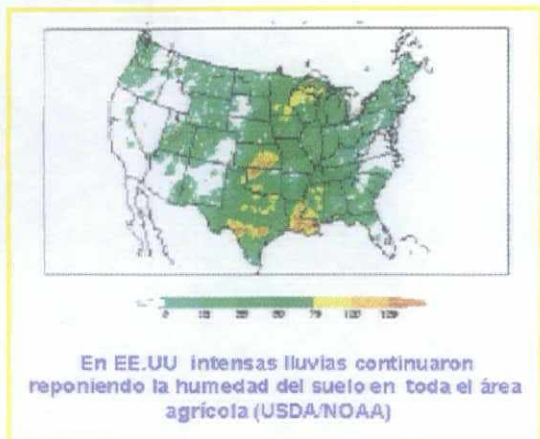 En EE.UU intensas lluvias continuaron
reponiendo la humedad del suelo en toda el área
agrícola (USDA/NOAA)